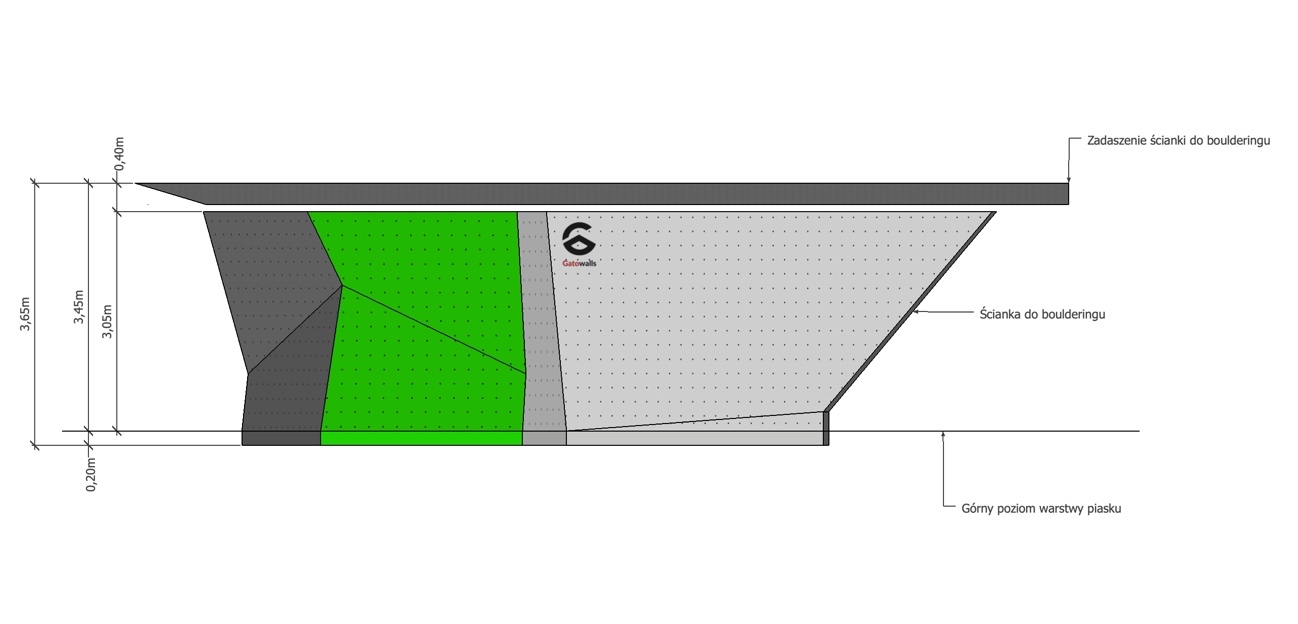 0,40m
Zadaszenie ścianki do boulderingu
Gatowalls
3,65m
3,45m
3,05m
Ścianka do boulderingu
0,20m
Górny poziom warstwy piasku